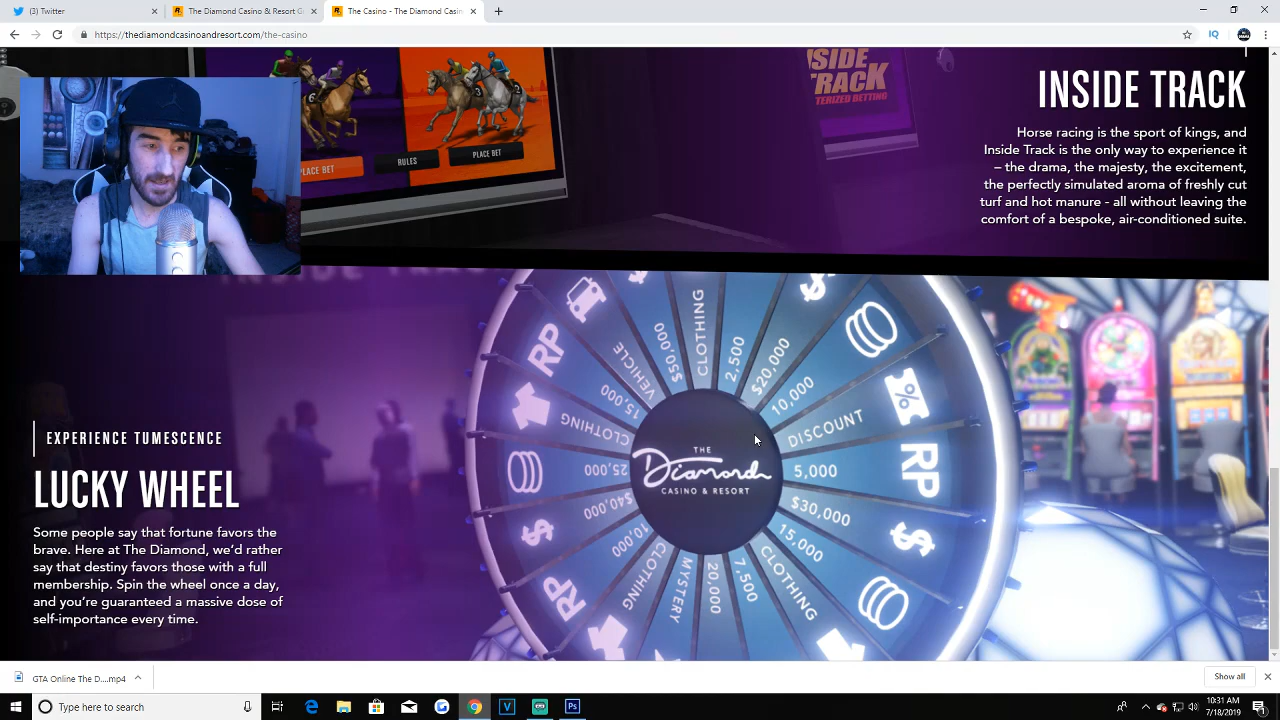 (3) Twitter
The Diamond Casino & Resort G
The Casino - The Diamond Casin
https://thediamondcasinoandresort.com/the-casino
IQ
6
3
2
PLACE BET
RULES
PLACE BET
INSIDE TRACK
INSIDE TRACK
Horse racing is the sport of kings, and
Inside Track is the only way to experience it
– the drama, the majesty, the excitement,
the perfectly simulated aroma of freshly cut
turf and hot manure - all without leaving the
comfort of a bespoke, air-conditioned suite.
EXPERIENCE TUMESCENCE
LUCKY WHEEL
Some people say that fortune favors the
brave. Here at The Diamond, we’d rather
say that destiny favors those with a full
membership. Spin the wheel once a day,
and you’re guaranteed a massive dose of
self-importance every time.
CLOTHING
2,500
$20,000
$
10,000
DISCOUNT
%
5,000
RP
$30,000
$
15,000
CLOTHING
7,500
20,000
MYSTERY
CLOTHING
10,000
RP
$40,000
$
25,000
CLOTHING
15,000
RP
VEHICLE
$50,000
THE
Diamond
CASINO & RESORT
GTA Online The D....mp4
Show all
Type here to search
V
Ps
10:31 AM
7/18/2019
1